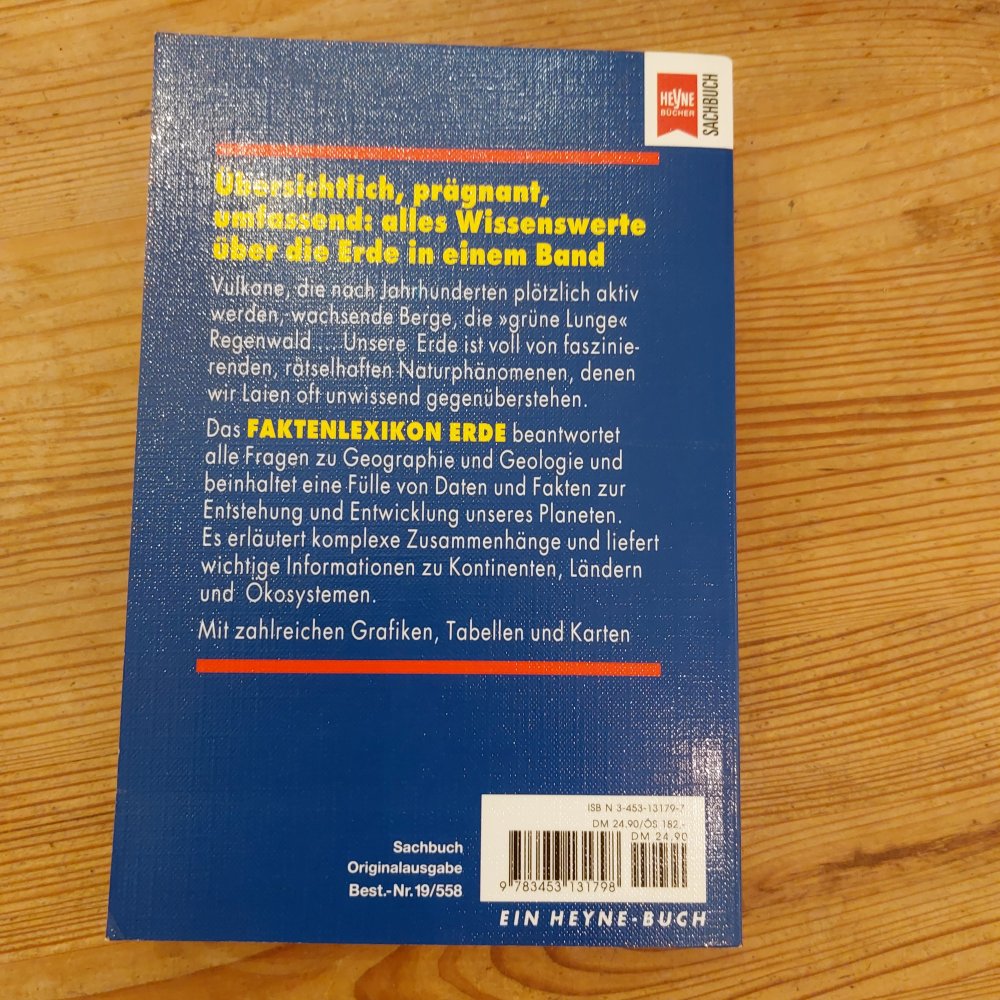 HEYNE
BÜCHER
SACHBUCH
Übersichtlich, prägnant,
umfassend: alles Wissenswerte
über die Erde in einem Band
Vulkane, die nach Jahrhunderten plötzlich aktiv
werden, wachsende Berge, die »grüne Lunge«
Regenwald ... Unsere Erde ist voll von faszinie-
renden, rätselhaften Naturphänomenen, denen
wir Laien oft unwissend gegenüberstehen.
Das FAKTENLEXIKON ERDE beantwortet
alle Fragen zu Geographie und Geologie und
beinhaltet eine Fülle von Daten und Fakten zur
Entstehung und Entwicklung unseres Planeten.
Es erläutert komplexe Zusammenhänge und liefert
wichtige Informationen zu Kontinenten, Ländern
und Ökosystemen.
Mit zahlreichen Grafiken, Tabellen und Karten
ISBN 3-453-13179-7
DM 24,90/ÖS 182,-
DM 24,90
9 783453 131798
Sachbuch
Originalausgabe
Best.-Nr. 19/558
EIN HEYNE-BUCH